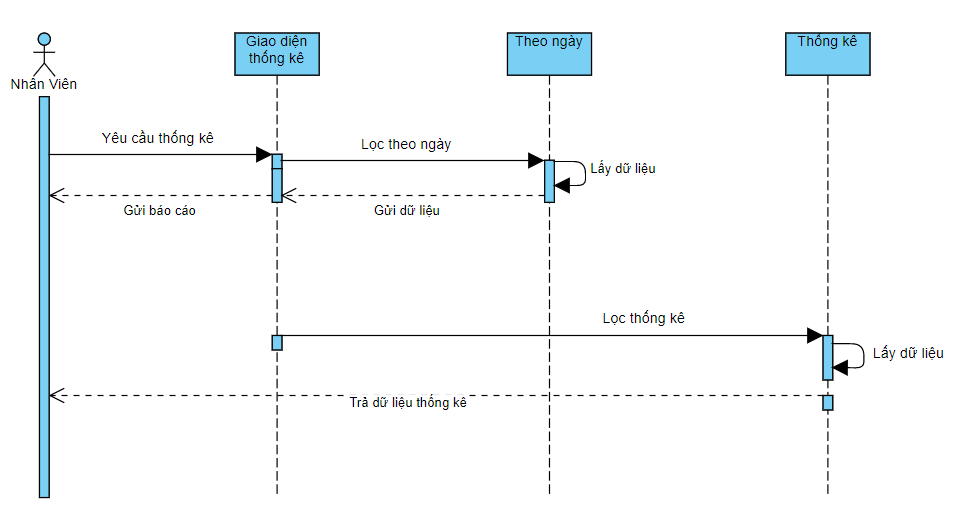 Nhân Viên
Giao diện
thống kê
Theo ngày
Thống kê
Yêu cầu thống kê
Lọc theo ngày
Lấy dữ liệu
Gửi báo cáo
Gửi dữ liệu
Lọc thống kê
Lấy dữ liệu
Trả dữ liệu thống kê